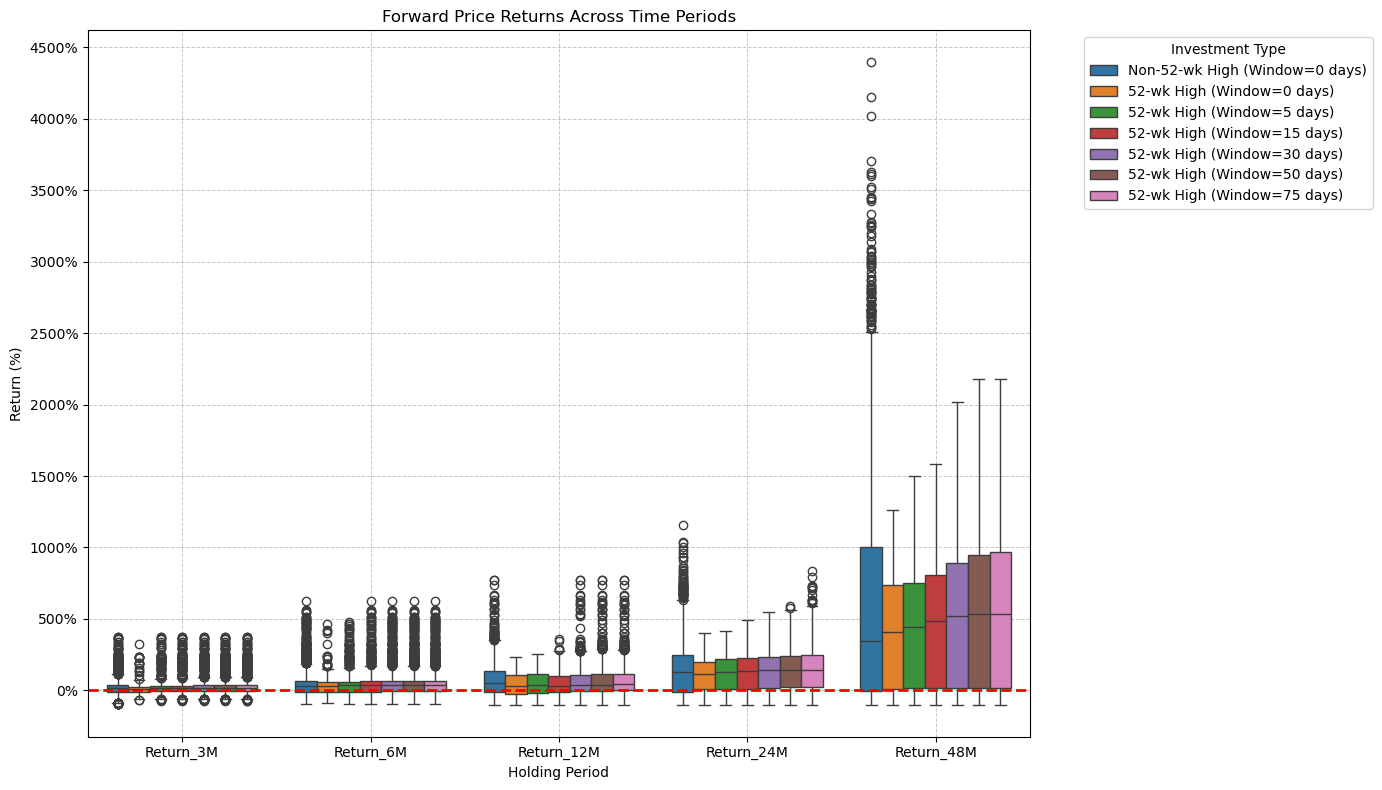 Forward Price Returns Across Time Periods
Return (%)
4500%
4000%
3500%
3000%
2500%
2000%
1500%
1000%
500%
0%
Return_3M
Return_6M
Return_12M
Return_24M
Return_48M
Holding Period
Investment Type
Non-52-wk High (Window=0 days)
52-wk High (Window=0 days)
52-wk High (Window=5 days)
52-wk High (Window=15 days)
52-wk High (Window=30 days)
52-wk High (Window=50 days)
52-wk High (Window=75 days)